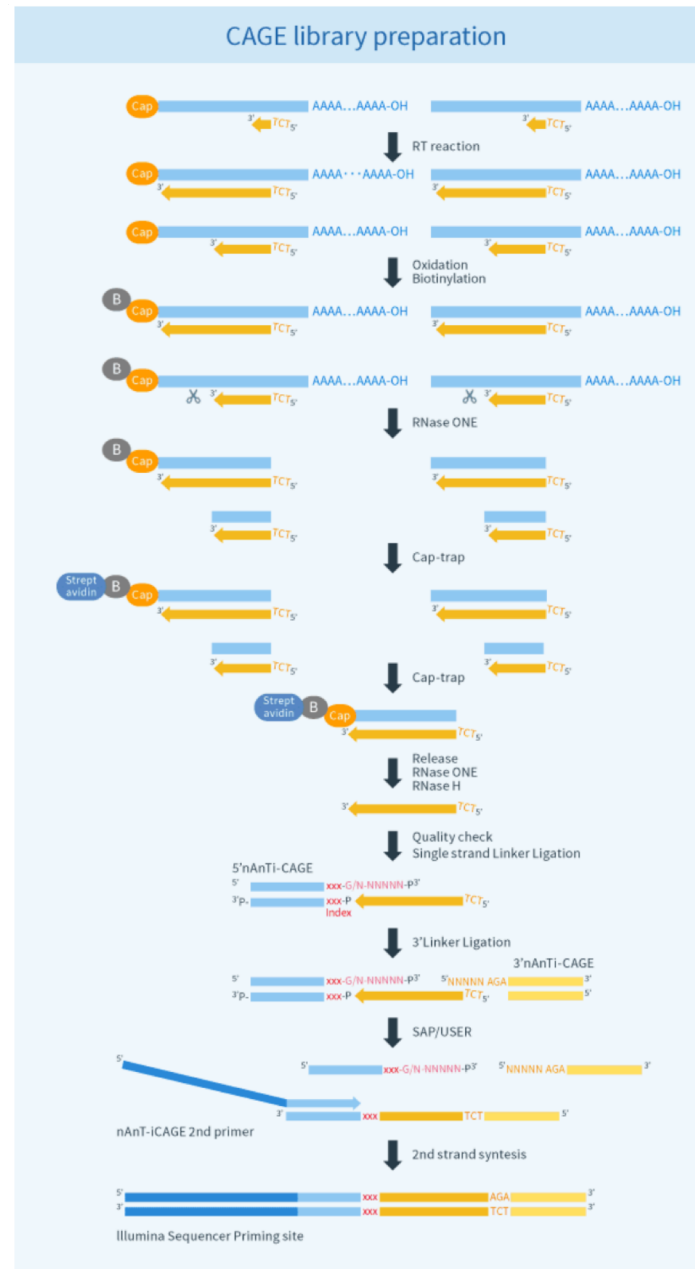 CAGE library preparation
Cap AAAA...AAAA-OH AAAA...AAAA-OH
3' TCT5' 3' TCT5'
RT reaction
Cap AAAA···AAAA-OH AAAA...AAAA-OH
3' TCT5' 3' TCT5'
Cap AAAA...AAAA-OH AAAA...AAAA-OH
3' TCT5' 3' TCT5'
Oxidation
Biotinylation
B
Cap AAAA...AAAA-OH AAAA...AAAA-OH
3' TCT5' 3' TCT5'
B
Cap AAAA...AAAA-OH AAAA...AAAA-OH
3' TCT5' 3' TCT5'
RNase ONE
B
Cap
3' TCT5' 3' TCT5'
3' TCT5' 3' TCT5'
Cap-trap
Strept
avidin
B
Cap
3' TCT5' 3' TCT5'
3' TCT5' 3' TCT5'
Cap-trap
Strept
avidin
B
Cap
3' TCT5'
Release
RNase ONE
RNase H
3' TCT5'
Quality check
Single strand Linker Ligation
5'nAnTi-CAGE
5' xxx-G/N-NNNNN-P3'
3'P- xxx-P TCT5'
Index
3'Linker Ligation
3'nAnTi-CAGE
5' xxx-G/N-NNNNN-P3' 5'NNNNN AGA 3'
3'P- xxx-P TCT5' 5'
SAP/USER
5'
5' xxx-G/N-NNNNN-P3' 5'NNNNN AGA 3'
3' xxx TCT 5'
nAnT-iCAGE 2nd primer
2nd strand syntesis
5' xxx AGA 3'
3' xxx TCT 3'
Illumina Sequencer Priming site